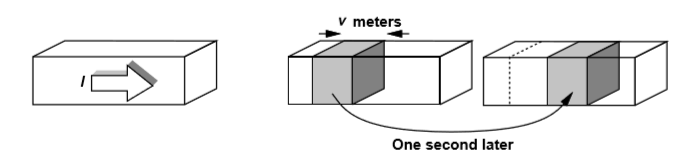 v meters
I
One second later